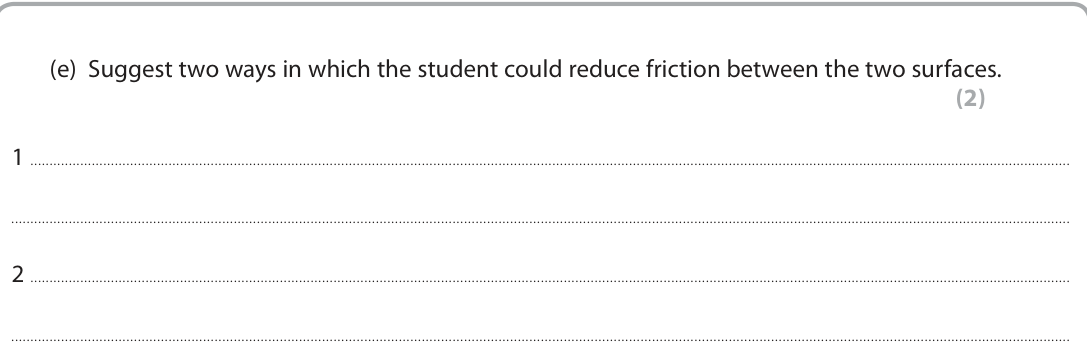 (e) Suggest two ways in which the student could reduce friction between the two surfaces.
(2)
1
2